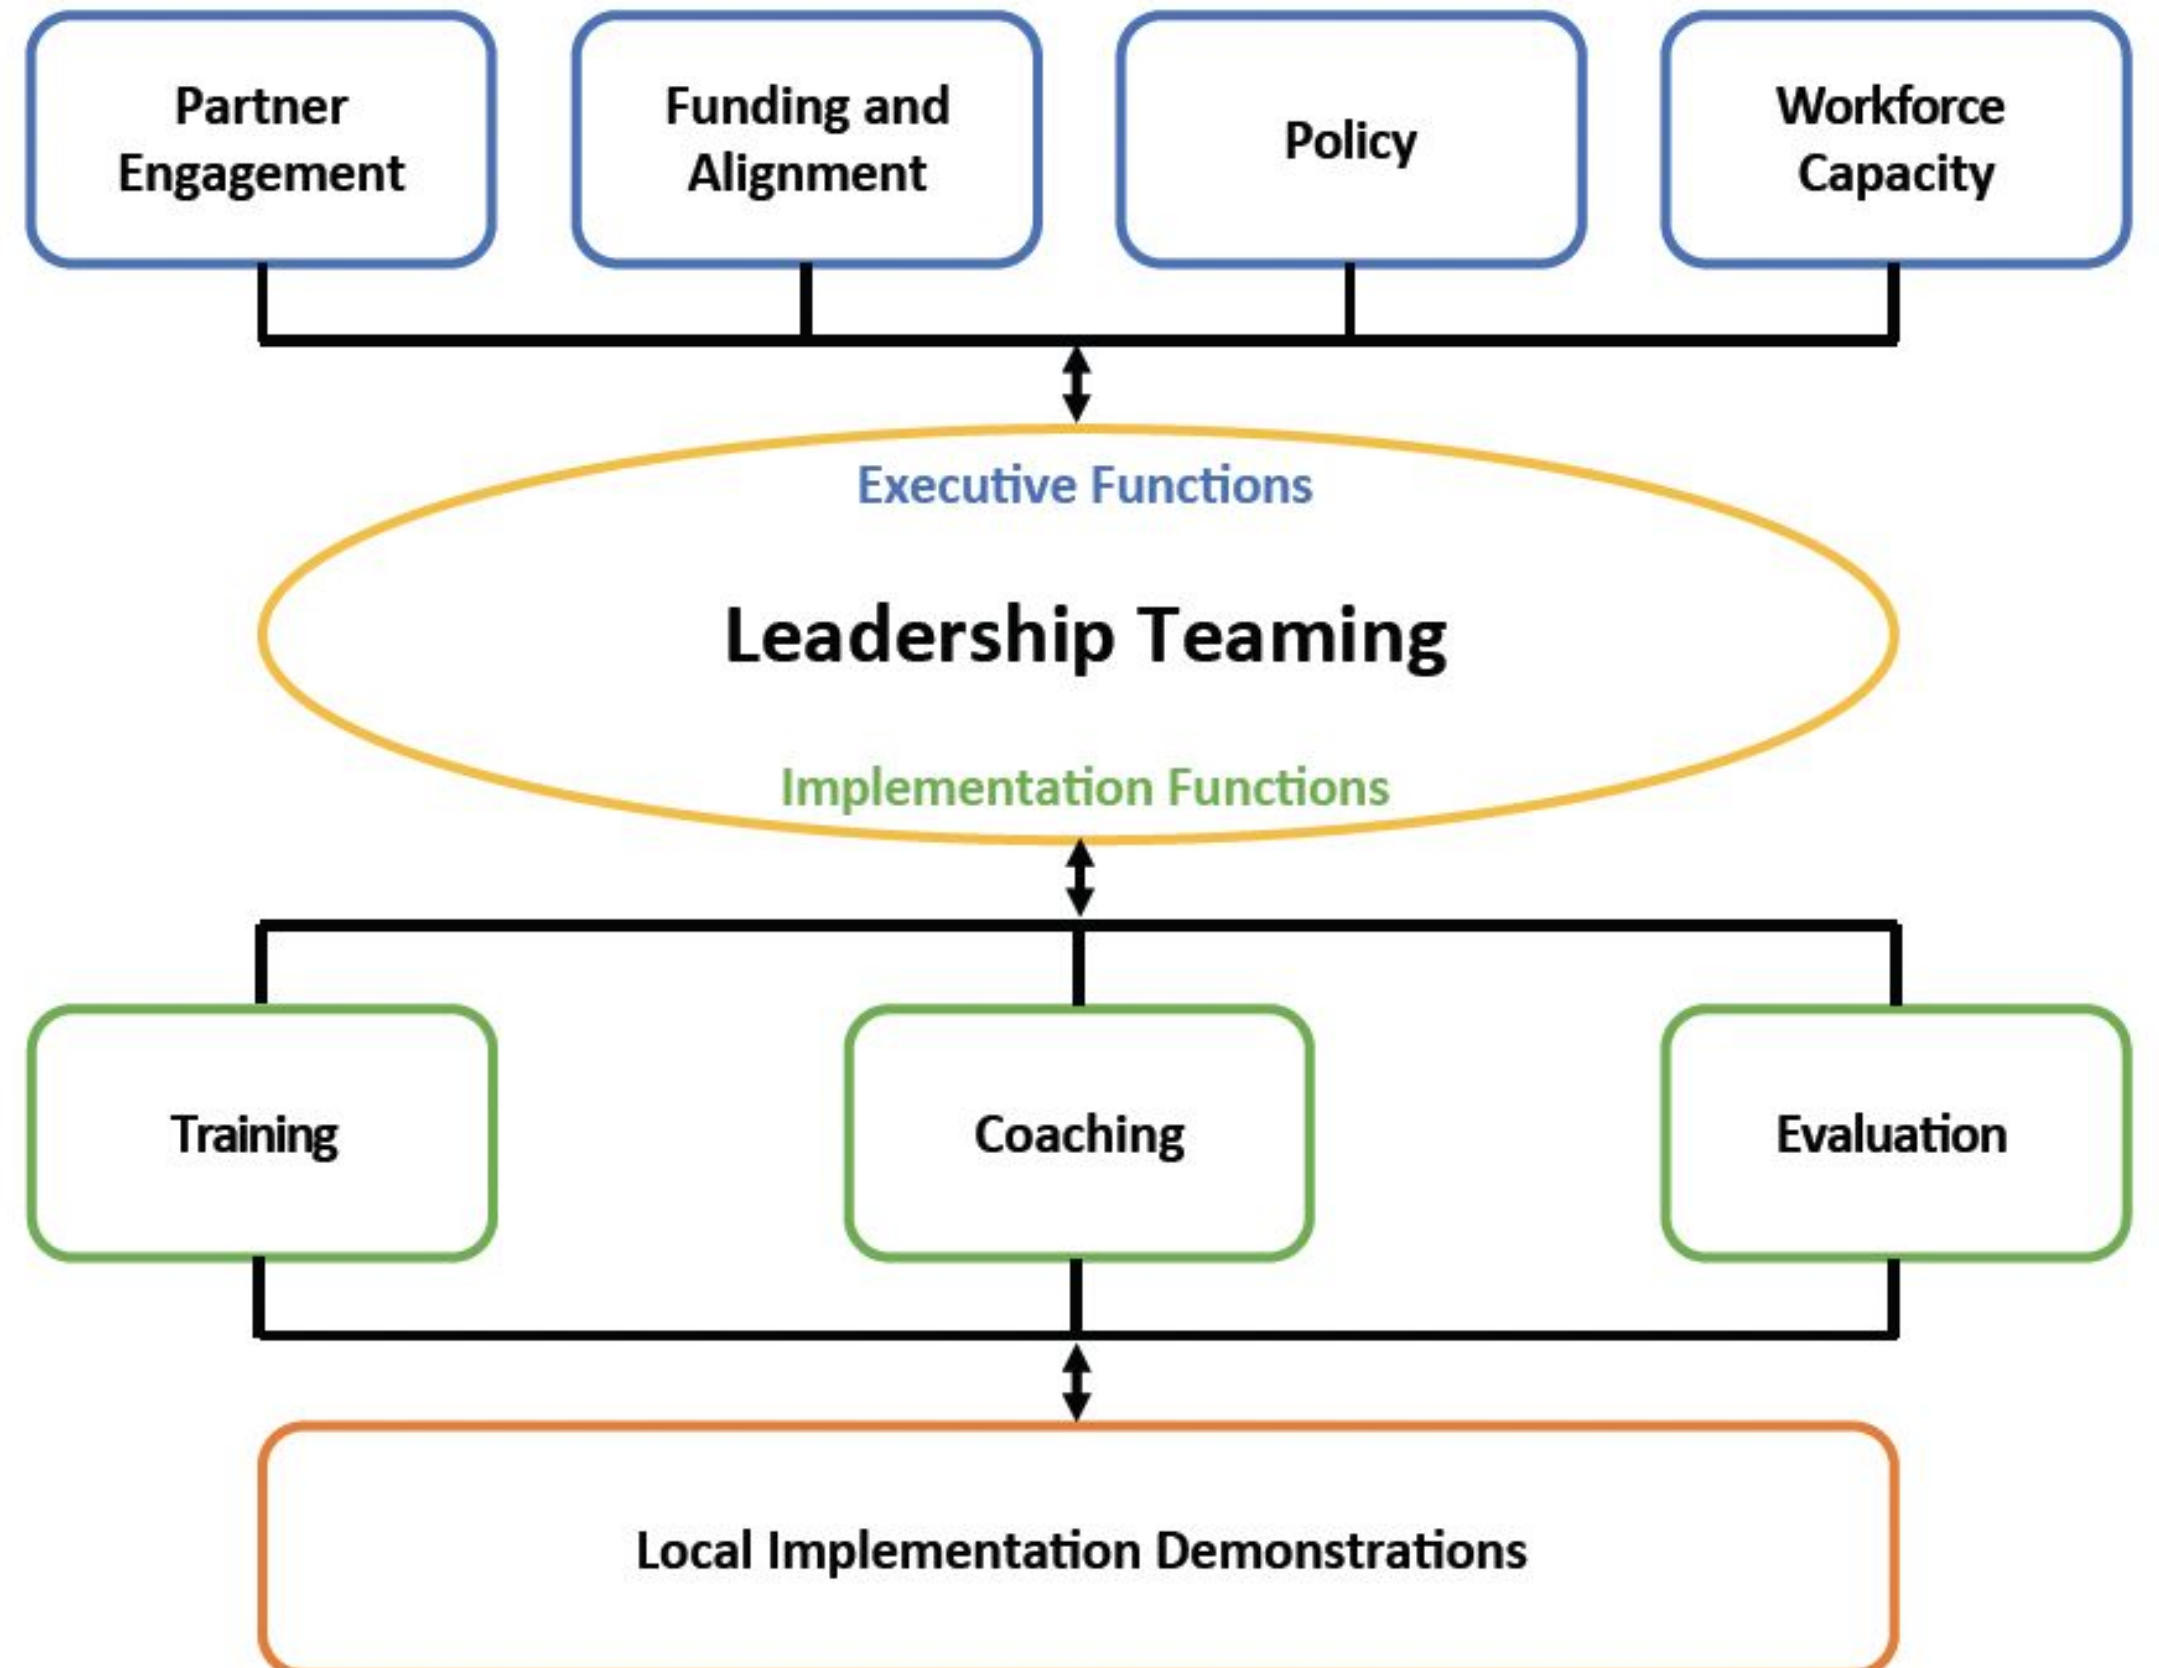 Partner
Engagement
Funding and
Alignment
Policy
Workforce
Capacity
Executive Functions
Leadership Teaming
Implementation Functions
Training
Coaching
Evaluation
Local Implementation Demonstrations